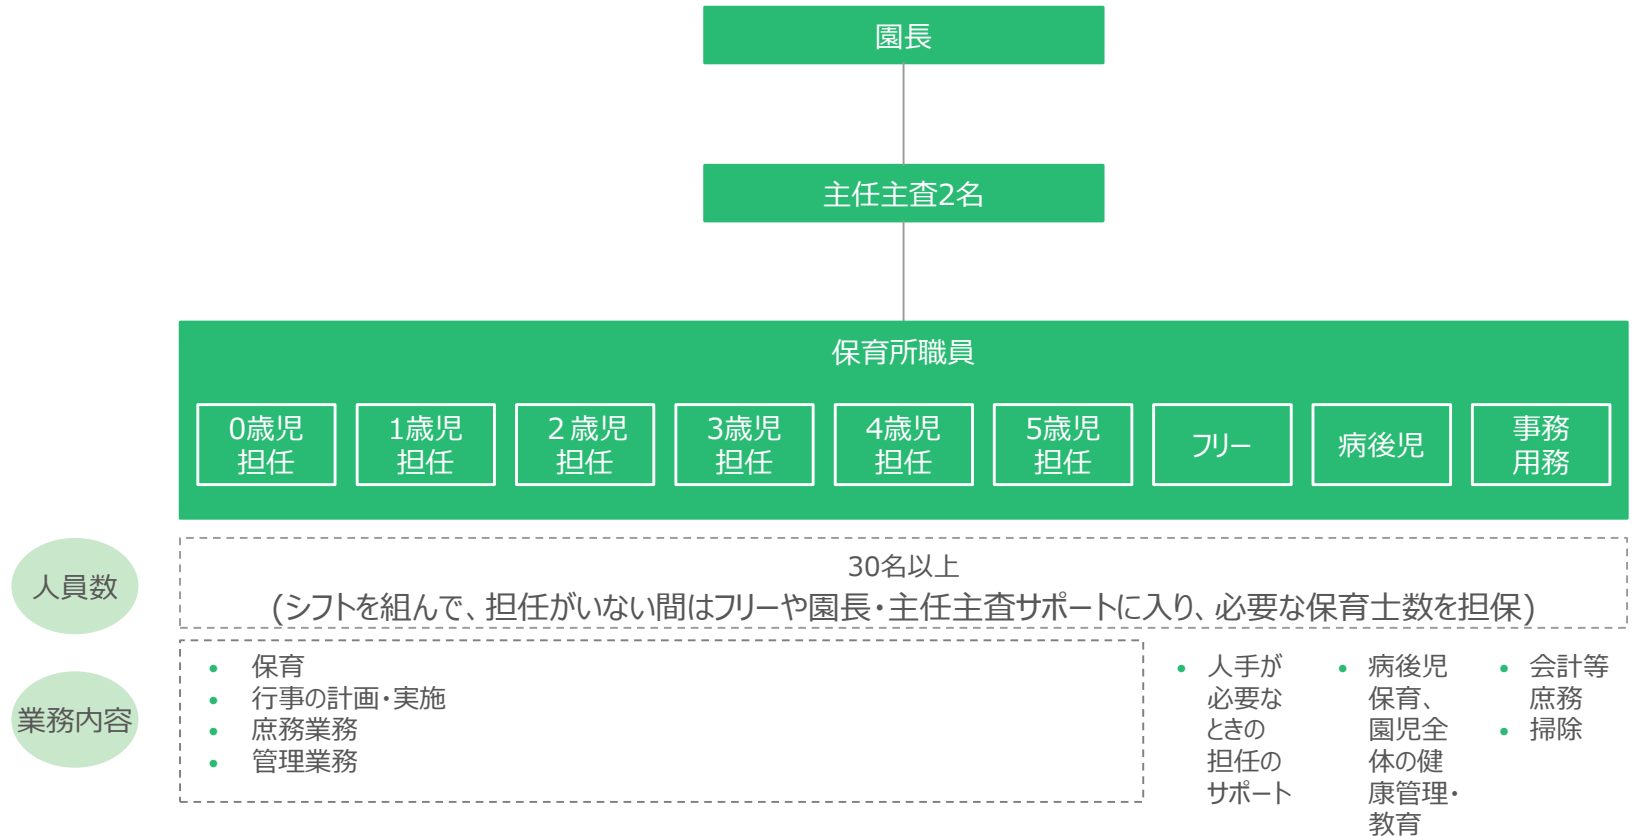 園長
主任主査2名
保育所職員
0歳児
担任
1歳児
担任
２歳児
担任
3歳児
担任
4歳児
担任
5歳児
担任
フリー
病後児
事務
用務
人員数
30名以上
(シフトを組んで、担任がいない間はフリーや園長・主任主査サポートに入り、必要な保育士数を担保)
業務内容
• 保育
• 行事の計画・実施
• 庶務業務
• 管理業務
• 人手が
必要な
ときの
担任の
サポート
• 病後児
保育、
園児全
体の健
康管理・
教育
• 会計等
庶務
• 掃除